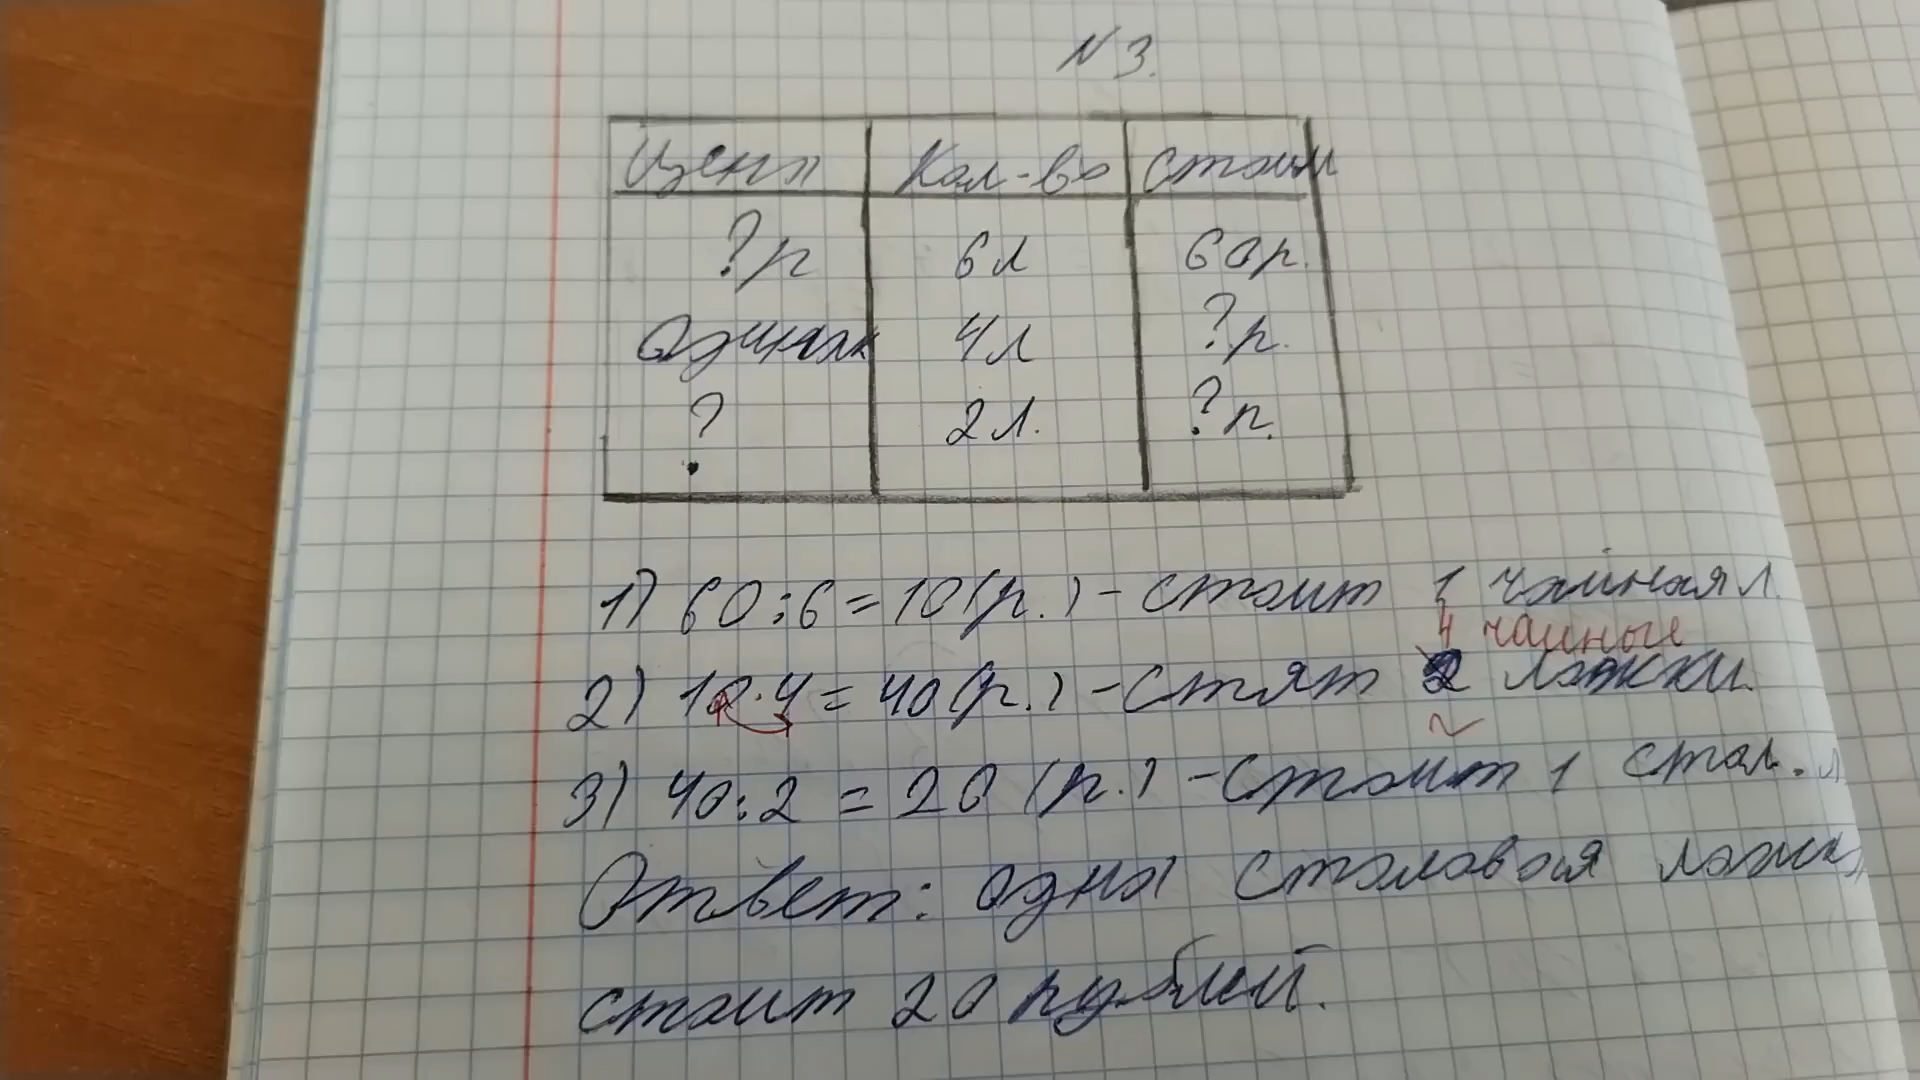 N 3.
Цена Кол-во Стоим
?р 6л 60р.
Одинак 4л ?р.
? 2л. ?р.
1) 60:6=10(р.) - стоит 1 чайная л.
4 чайные
2) 10·4=40(р.) - стят 2 ложки.
3) 40:2=20(р.) - стоит 1 стол. л
Ответ: одна столовая ложка
стоит 20 рублей.